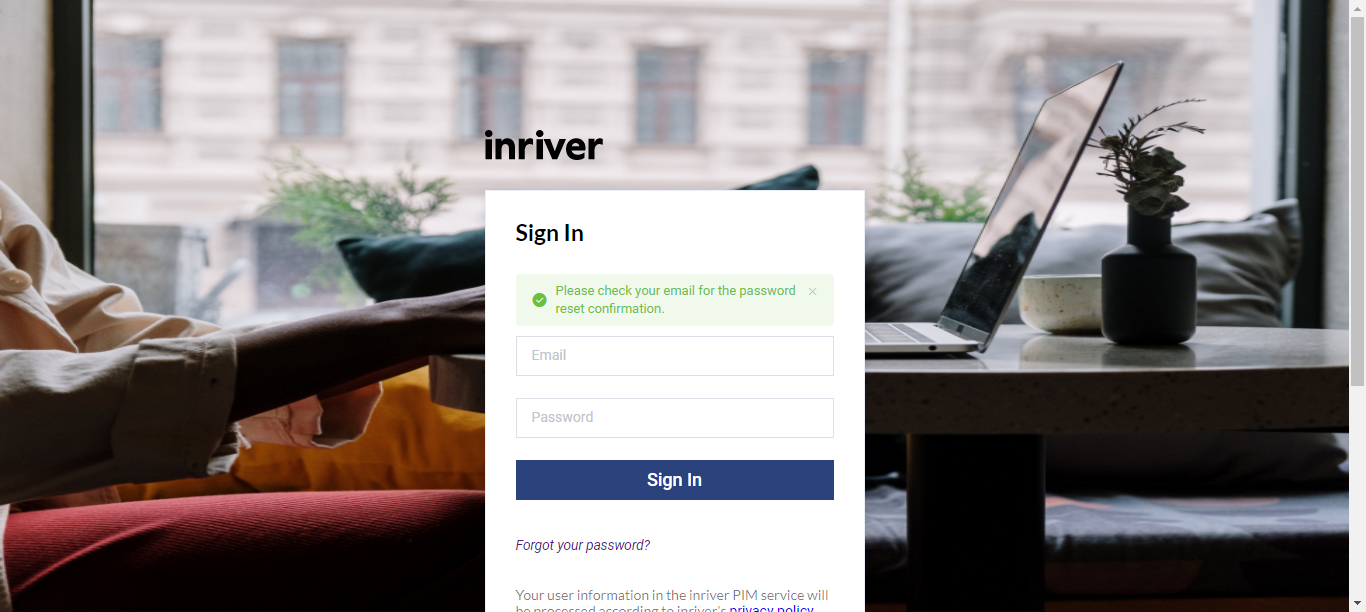 inriver
Sign In
Please check your email for the password
reset confirmation.
Email
Password
Sign In
Forgot your password?
Your user information in the inriver PIM service will
be processed according to inriver's privacy policy